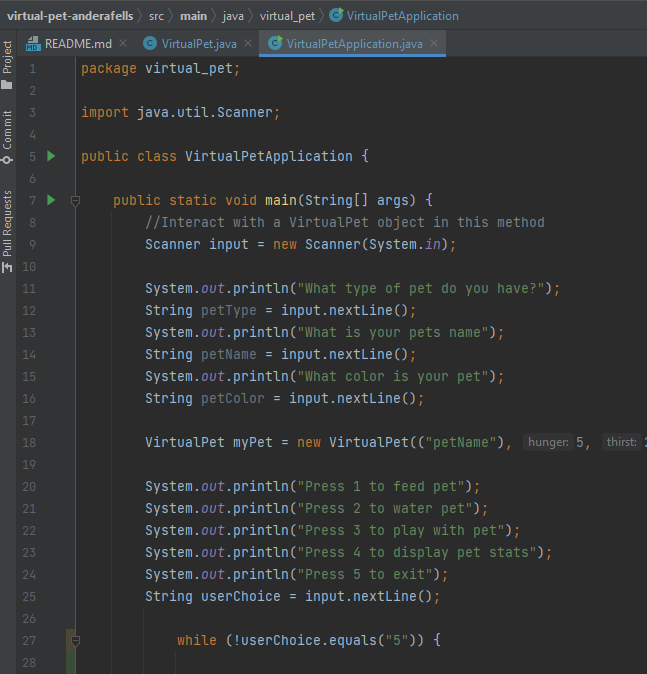 virtual-pet-anderafells › src › main › java › virtual_pet › VirtualPetApplication
Project
Commit
Pull Requests
README.md × VirtualPet.java × VirtualPetApplication.java ×
1 package virtual_pet;
2
3 import java.util.Scanner;
4
5 public class VirtualPetApplication {
6
7 public static void main(String[] args) {
8 //Interact with a VirtualPet object in this method
9 Scanner input = new Scanner(System.in);
10
11 System.out.println("What type of pet do you have?");
12 String petType = input.nextLine();
13 System.out.println("What is your pets name");
14 String petName = input.nextLine();
15 System.out.println("What color is your pet");
16 String petColor = input.nextLine();
17
18 VirtualPet myPet = new VirtualPet(("petName"), hunger: 5, thirst:
19
20 System.out.println("Press 1 to feed pet");
21 System.out.println("Press 2 to water pet");
22 System.out.println("Press 3 to play with pet");
23 System.out.println("Press 4 to display pet stats");
24 System.out.println("Press 5 to exit");
25 String userChoice = input.nextLine();
26
27 while (!userChoice.equals("5")) {
28